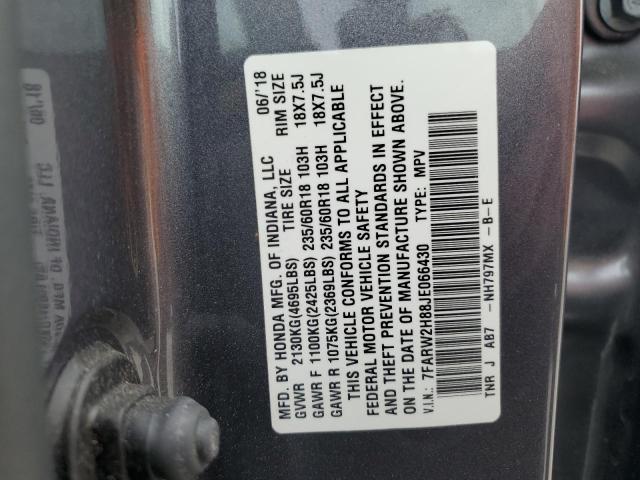 MFD. BY HONDA MFG. OF INDIANA, LLC 06/'18
GVWR 2130KG(4695LBS) TIRE SIZE RIM SIZE
GAWR F 1100KG(2425LBS) 235/60R18 103H 18X7.5J
GAWR R 1075KG(2369LBS) 235/60R18 103H 18X7.5J
THIS VEHICLE CONFORMS TO ALL APPLICABLE
FEDERAL MOTOR VEHICLE SAFETY
AND THEFT PREVENTION STANDARDS IN EFFECT
ON THE DATE OF MANUFACTURE SHOWN ABOVE.
V.I.N.: 7FARW2H88JE066430 TYPE: MPV
TNR J AB7 -NH797MX -B-E